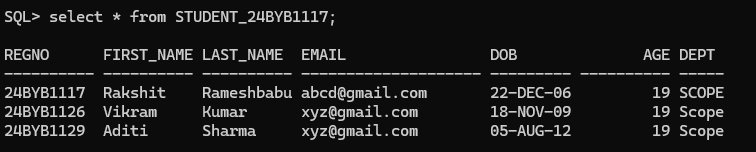 SQL> select * from STUDENT_24BYB1117;
REGNO      FIRST_NAME LAST_NAME  EMAIL                DOB              AGE DEPT
---------- ---------- ---------- -------------------- --------- ---------- -----
24BYB1117  Rakshit    Rameshbabu abcd@gmail.com       22-DEC-06         19 SCOPE
24BYB1126  Vikram     Kumar      xyz@gmail.com        18-NOV-09         19 Scope
24BYB1129  Aditi      Sharma     xyz@gmail.com        05-AUG-12         19 Scope